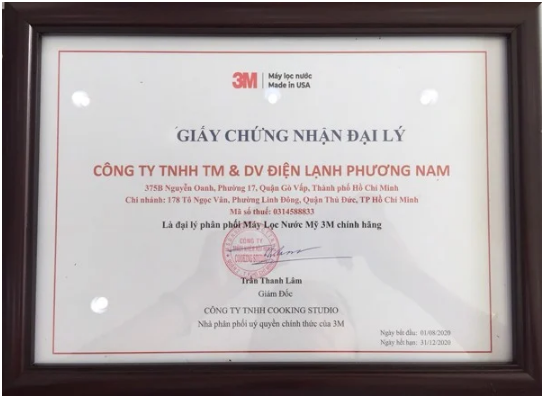 3M Máy lọc nước
Made in USA
GIẤY CHỨNG NHẬN ĐẠI LÝ
CÔNG TY TNHH TM & DV ĐIỆN LẠNH PHƯƠNG NAM
375B Nguyễn Oanh, Phường 17, Quận Gò Vấp, Thành phố Hồ Chí Minh
Chi nhánh: 178 Tô Ngọc Vân, Phường Linh Đông, Quận Thủ Đức, TP Hồ Chí Minh
Mã số thuế: 0314588833
Là đại lý phân phối Máy Lọc Nước Mỹ 3M chính hãng
CÔNG TY
Trần Thanh Lâm
Giám Đốc
CÔNG TY TNHH COOKING STUDIO
Nhà phân phối uỷ quyền chính thức của 3M
Ngày bắt đầu: 01/08/2020
Ngày hết hạn: 31/12/2020